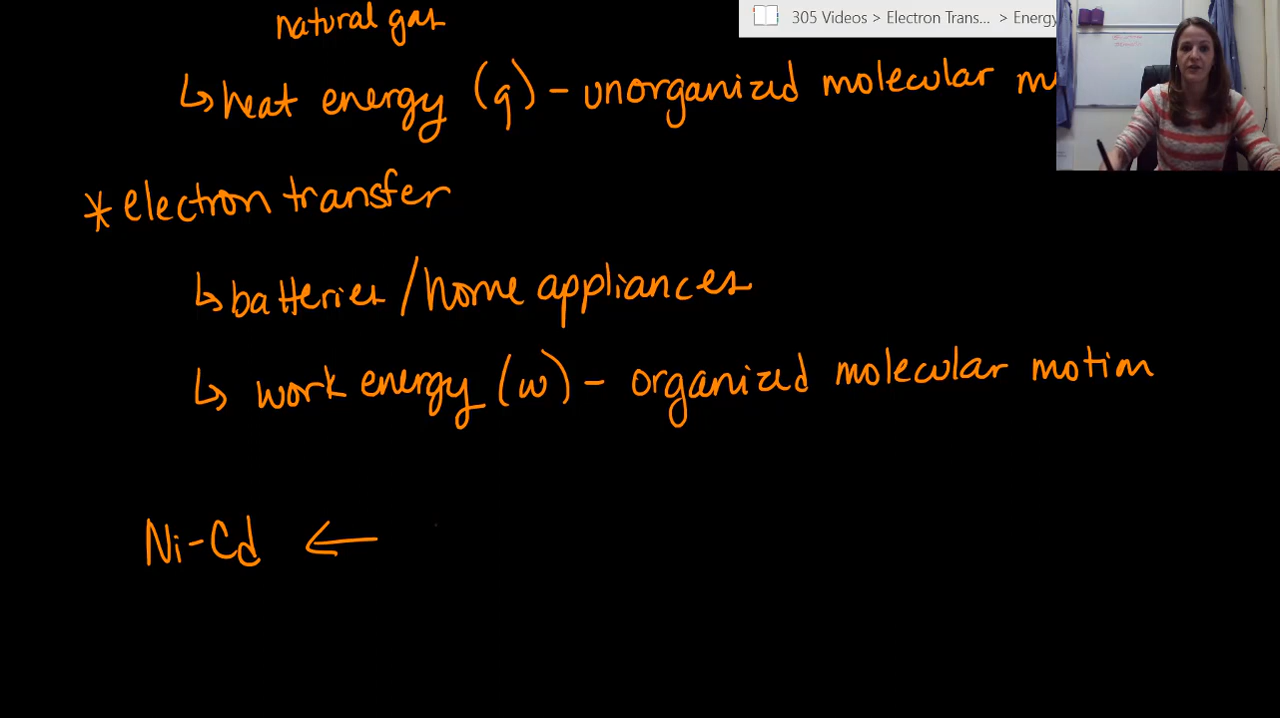 305 Videos > Electron Trans... > Energy
natural gas
↳ heat energy (q) - unorganized molecular
* electron transfer
↳ batteries / home appliances
↳ work energy (w) - organized molecular motion
Ni-Cd ←